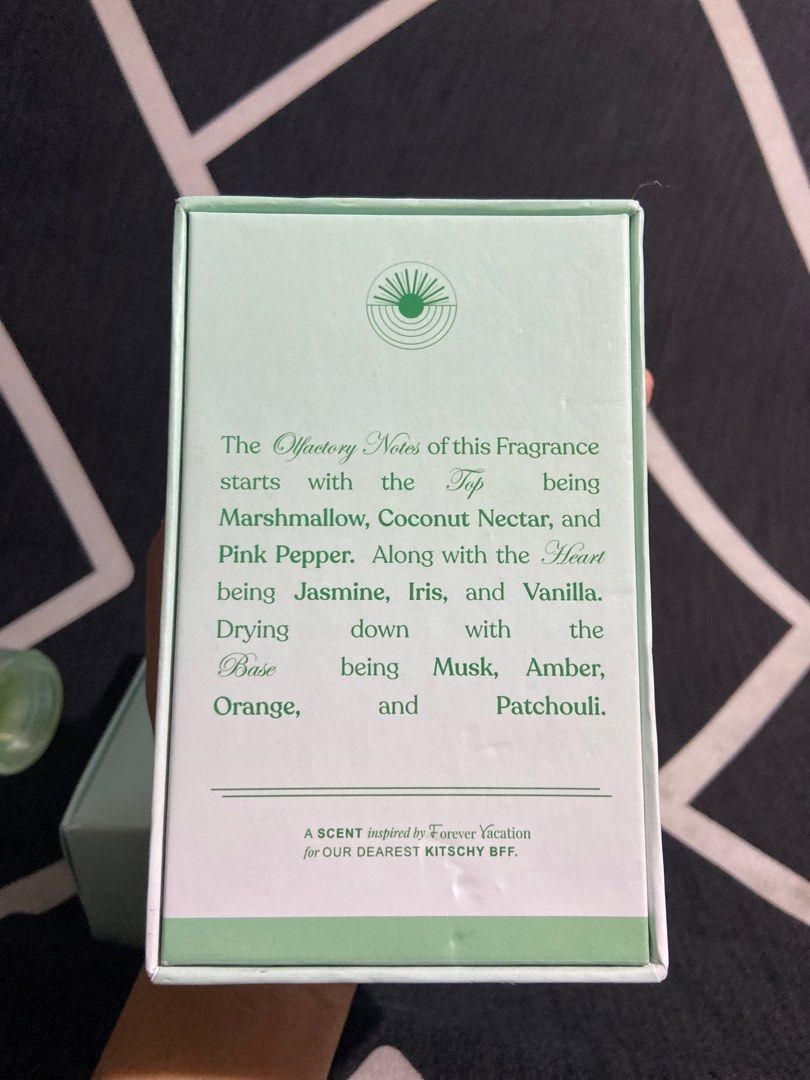 The Olfactory Notes of this Fragrance
starts with the Top being
Marshmallow, Coconut Nectar, and
Pink Pepper. Along with the Heart
being Jasmine, Iris, and Vanilla.
Drying down with the
Base being Musk, Amber,
Orange, and Patchouli.
A SCENT inspired by Forever Vacation
for OUR DEAREST KITSCHY BFF.